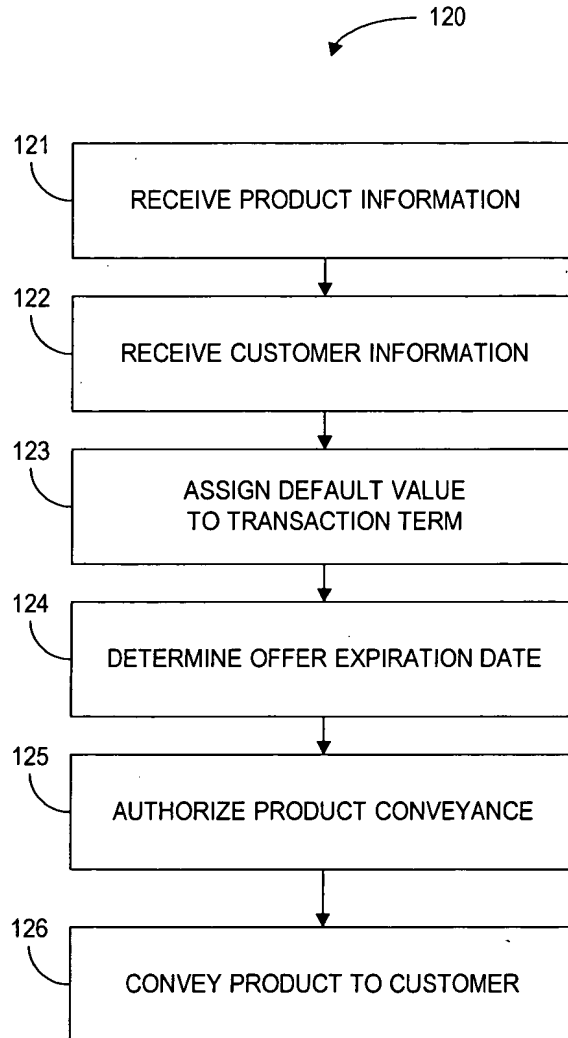 120
121
RECEIVE PRODUCT INFORMATION
122
RECEIVE CUSTOMER INFORMATION
123
ASSIGN DEFAULT VALUE
TO TRANSACTION TERM
124
DETERMINE OFFER EXPIRATION DATE
125
AUTHORIZE PRODUCT CONVEYANCE
126
CONVEY PRODUCT TO CUSTOMER